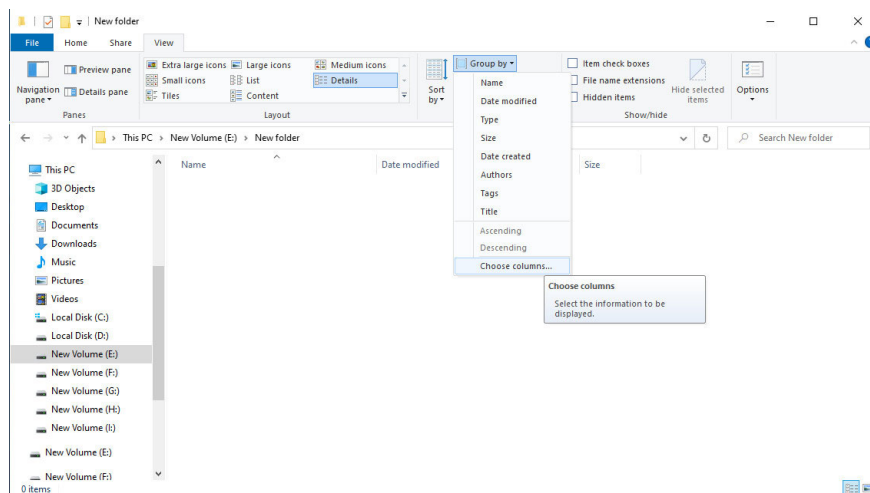 New folder
File Home Share View
Navigation pane
Preview pane
Details pane
Panes
Extra large icons Large icons Medium icons
Small icons List Details
Tiles Content
Layout
Sort by
Group by
Item check boxes
File name extensions
Hidden items
Hide selected items
Show/hide
Options
This PC New Volume (E:) New folder
Search New folder
Name Date modified Size
Name
Date modified
Type
Size
Date created
Authors
Tags
Title
Ascending
Descending
Choose columns...
Choose columns
Select the information to be
displayed.
This PC
3D Objects
Desktop
Documents
Downloads
Music
Pictures
Videos
Local Disk (C:)
Local Disk (D:)
New Volume (E:)
New Volume (F:)
New Volume (G:)
New Volume (H:)
New Volume (I:)
New Volume (E:)
New Volume (F:)
0 items